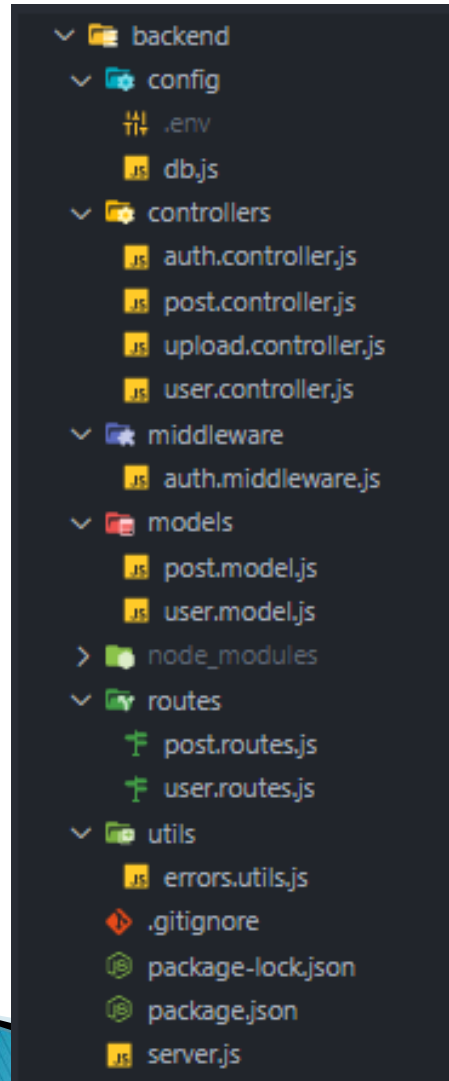 backend
config
.env
db.js
controllers
auth.controller.js
post.controller.js
upload.controller.js
user.controller.js
middleware
auth.middleware.js
models
post.model.js
user.model.js
node_modules
routes
post.routes.js
user.routes.js
utils
errors.utils.js
.gitignore
package-lock.json
package.json
server.js